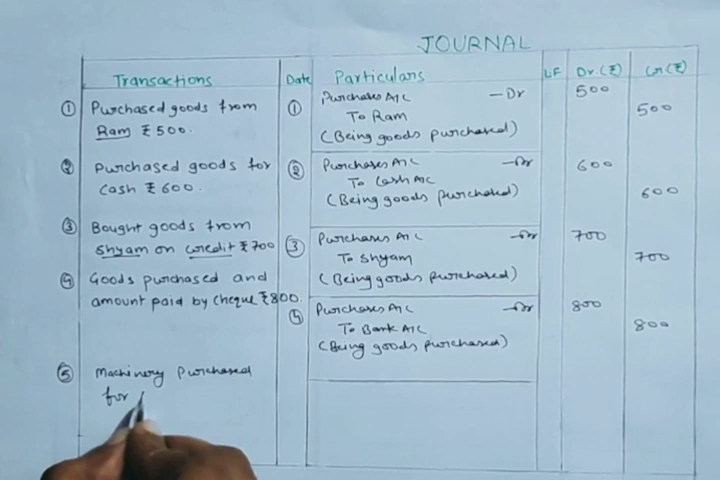 JOURNAL
Transactions Date Particulars LF Dr. (₹) Cr (₹)
① Purchased goods from
Ram ₹ 500.
② Purchased goods for
Cash ₹ 600.
③ Bought goods from
Shyam on credit ₹ 700
④ Goods purchased and
amount paid by cheque ₹ 800.
⑤ Machinery purchased
for
① Purchases A/c — Dr 500
To Ram 500
(Being goods purchased)
② Purchases A/c — Dr 600
To Cash A/c 600
(Being goods purchased)
③ Purchases A/c — Dr 700
To Shyam 700
(Being goods purchased)
④ Purchases A/c — Dr 800
To Bank A/c 800
(Being goods purchased)